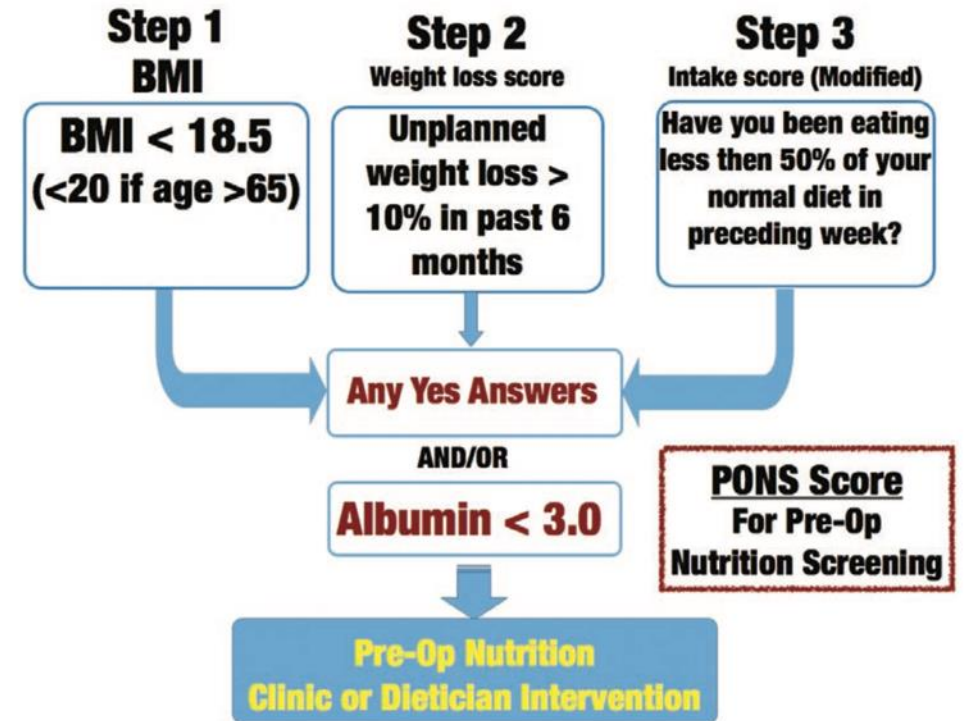 Step 1
BMI
BMI < 18.5
(<20 if age >65)
Step 2
Weight loss score
Unplanned
weight loss >
10% in past 6
months
Step 3
Intake score (Modified)
Have you been eating
less then 50% of your
normal diet in
preceding week?
Any Yes Answers
AND/OR
Albumin < 3.0
PONS Score
For Pre-Op
Nutrition Screening
Pre-Op Nutrition
Clinic or Dietician Intervention